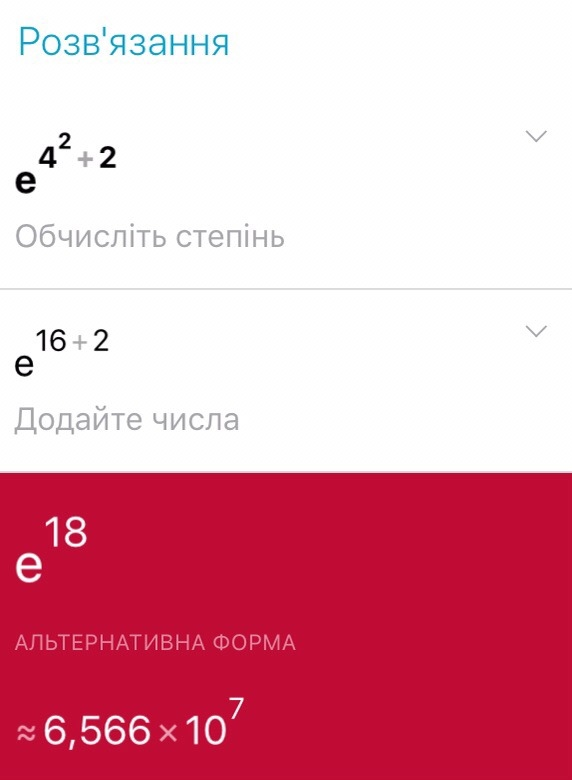 Розв'язання
e^4^2 + 2
Обчисліть степінь
e^16 + 2
Додайте числа
e^18
АЛЬТЕРНАТИВНА ФОРМА
≈ 6,566 × 10^7